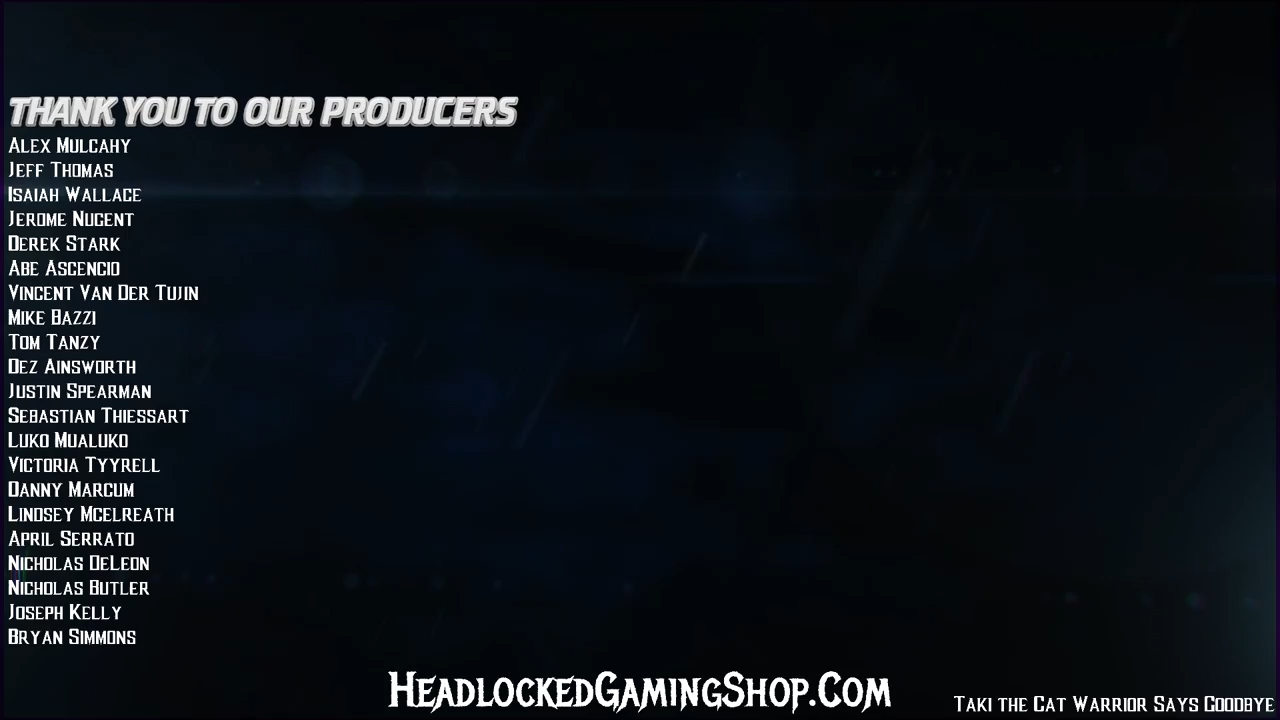 THANK YOU TO OUR PRODUCERS
Alex Mulcahy
Jeff Thomas
Isaiah Wallace
Jerome Nugent
Derek Stark
Abe Ascencio
Vincent Van Der Tuijn
Mike Bazzi
Tom Tanzy
Dez Ainsworth
Justin Spearman
Sebastian Thiessart
Luko Mualuko
Victoria Tyyrell
Danny Marcum
Lindsey Mcelreath
April Serrato
Nicholas DeLeon
Nicholas Butler
Joseph Kelly
Bryan Simmons
HeadlockedGamingShop.Com
Taki the Cat Warrior Says Goodbye